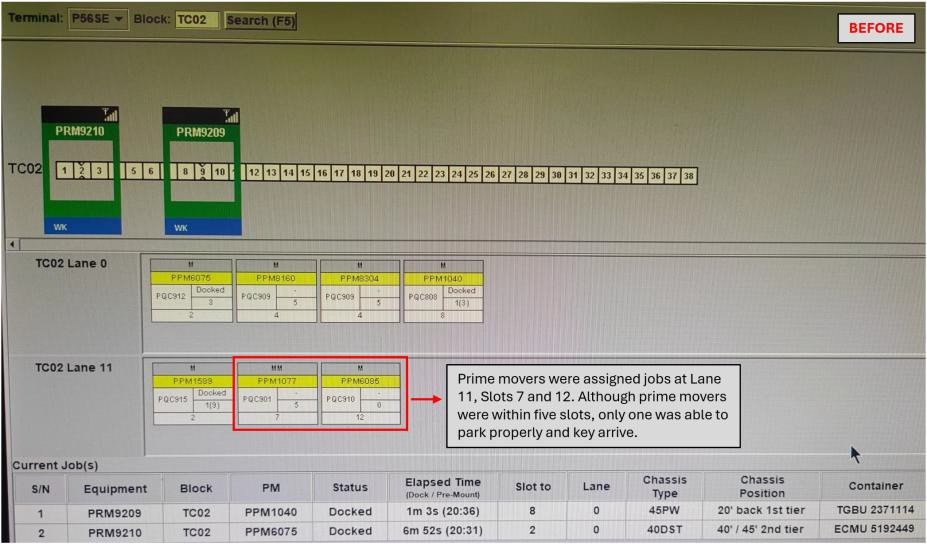 Terminal: P56SE Block: TC02 Search (F5)
BEFORE
PRM9210 PRM9209
TC02 1 2 3 5 6 8 9 10 12 13 14 15 16 17 18 19 20 21 22 23 24 25 26 27 28 29 30 31 32 33 34 35 36 37 38
WK WK
TC02 Lane 0
M M M M
PPM6075 PPM8160 PPM8304 PPM1040
PQC912 Docked 3 PQC909 - 5 PQC909 - 5 PQC808 Docked 1(3)
2 4 4 8
TC02 Lane 11
M MM M
PPM1599 PPM1077 PPM6085
PQC915 Docked 1(9) PQC901 - 5 PQC910 - 0
2 7 12
Prime movers were assigned jobs at Lane
11, Slots 7 and 12. Although prime movers
were within five slots, only one was able to
park properly and key arrive.
Current Job(s)
S/N Equipment Block PM Status Elapsed Time (Dock / Pre-Mount) Slot to Lane Chassis Type Chassis Position Container
1 PRM9209 TC02 PPM1040 Docked 1m 3s (20:36) 8 0 45PW 20' back 1st tier TGBU 2371114
2 PRM9210 TC02 PPM6075 Docked 6m 52s (20:31) 2 0 40DST 40' / 45' 2nd tier ECMU 5192449